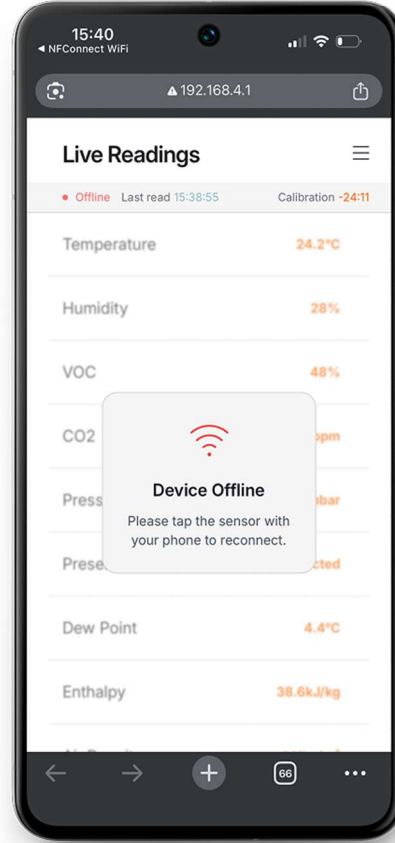 15:40
◀ NFConnect WiFi
192.168.4.1
Live Readings
Offline Last read 15:38:55 Calibration -24:11
Temperature 24.2°C
Humidity 28%
VOC 48%
CO2 ppm
Device Offline
Please tap the sensor with
your phone to reconnect.
Dew Point 4.4°C
Enthalpy 38.6kJ/kg
66